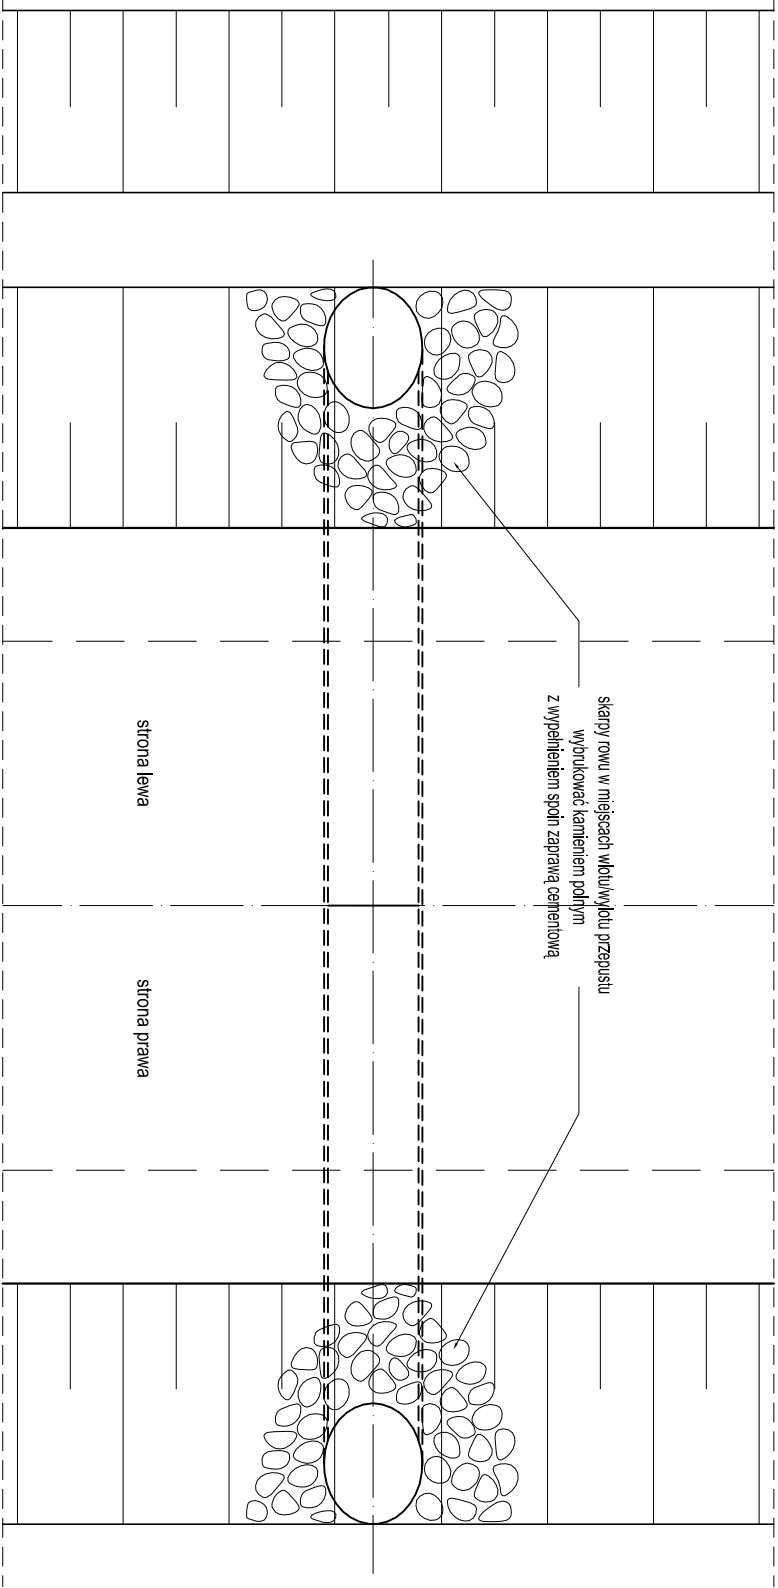 skarpy rowu w miejscach wlotu/wylotu przepustu
wybrukować kamieniem polnym
z wypełnieniem spoin zaprawą cementową
strona lewa
strona prawa